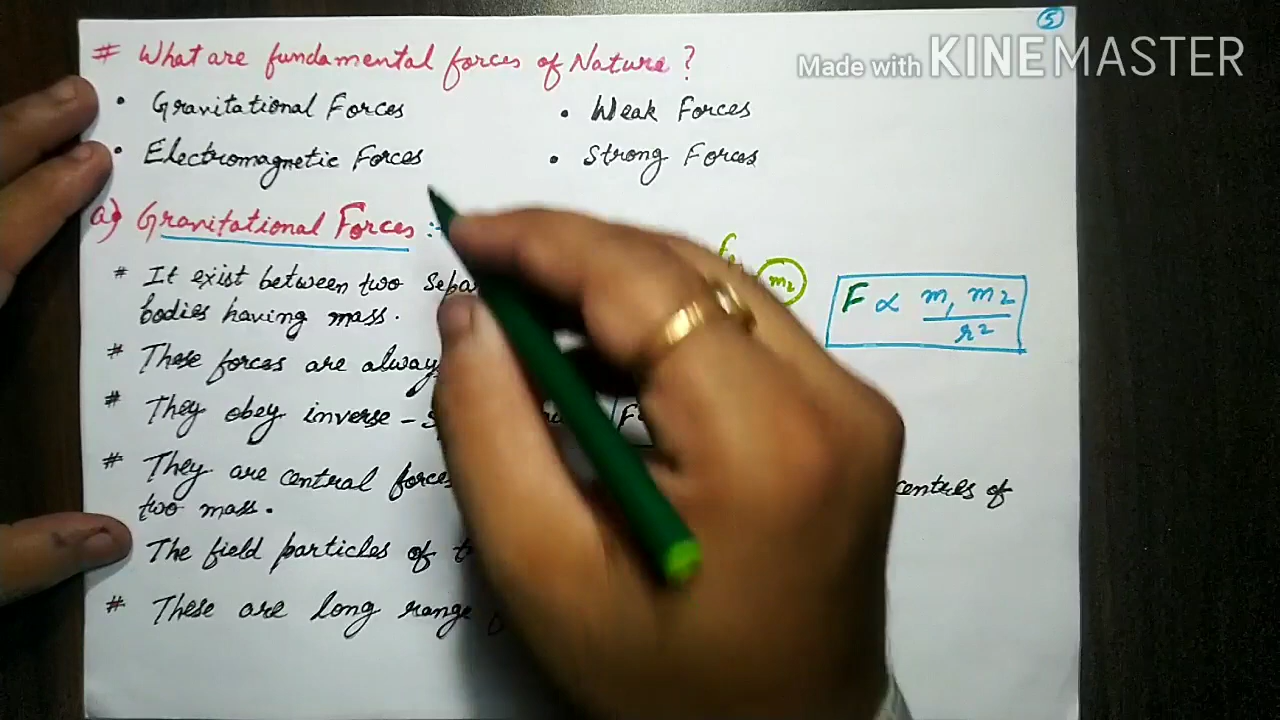 5
Made with KINEMASTER
# What are fundamental forces of Nature ?
• Gravitational Forces • Weak Forces
• Electromagnetic Forces • Strong Forces
a) Gravitational Forces :-
# It exist between two
m2
bodies having mass.
F ∝ m1 m2 / r2
# These forces are always
# They obey inverse -
# They are central forces centres of
two mass.
# The field particles of
# These are long range